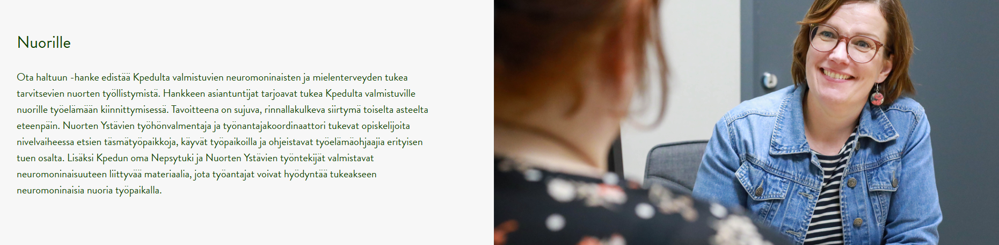 Nuorille
Ota haltuun -hanke edistää Kpedulta valmistuvien neuromoninaisten ja mielenterveyden tukea
tarvitsevien nuorten työllistymistä. Hankkeen asiantuntijat tarjoavat tukea Kpedulta valmistuville
nuorille työelämään kiinnittymisessä. Tavoitteena on sujuva, rinnallakulkeva siirtymä toiselta asteelta
eteenpäin. Nuorten Ystävien työhönvalmentaja ja työnantajakoordinaattori tukevat opiskelijoita
nivelvaiheessa etsien täsmätyöpaikkoja, käyvät työpaikoilla ja ohjeistavat työelämäohjaajia erityisen
tuen osalta. Lisäksi Kpedun oma Nepsytuki ja Nuorten Ystävien työntekijät valmistavat
neuromoninaisuuteen liittyvää materiaalia, jota työantajat voivat hyödyntää tukeakseen
neuromoninaisia nuoria työpaikalla.